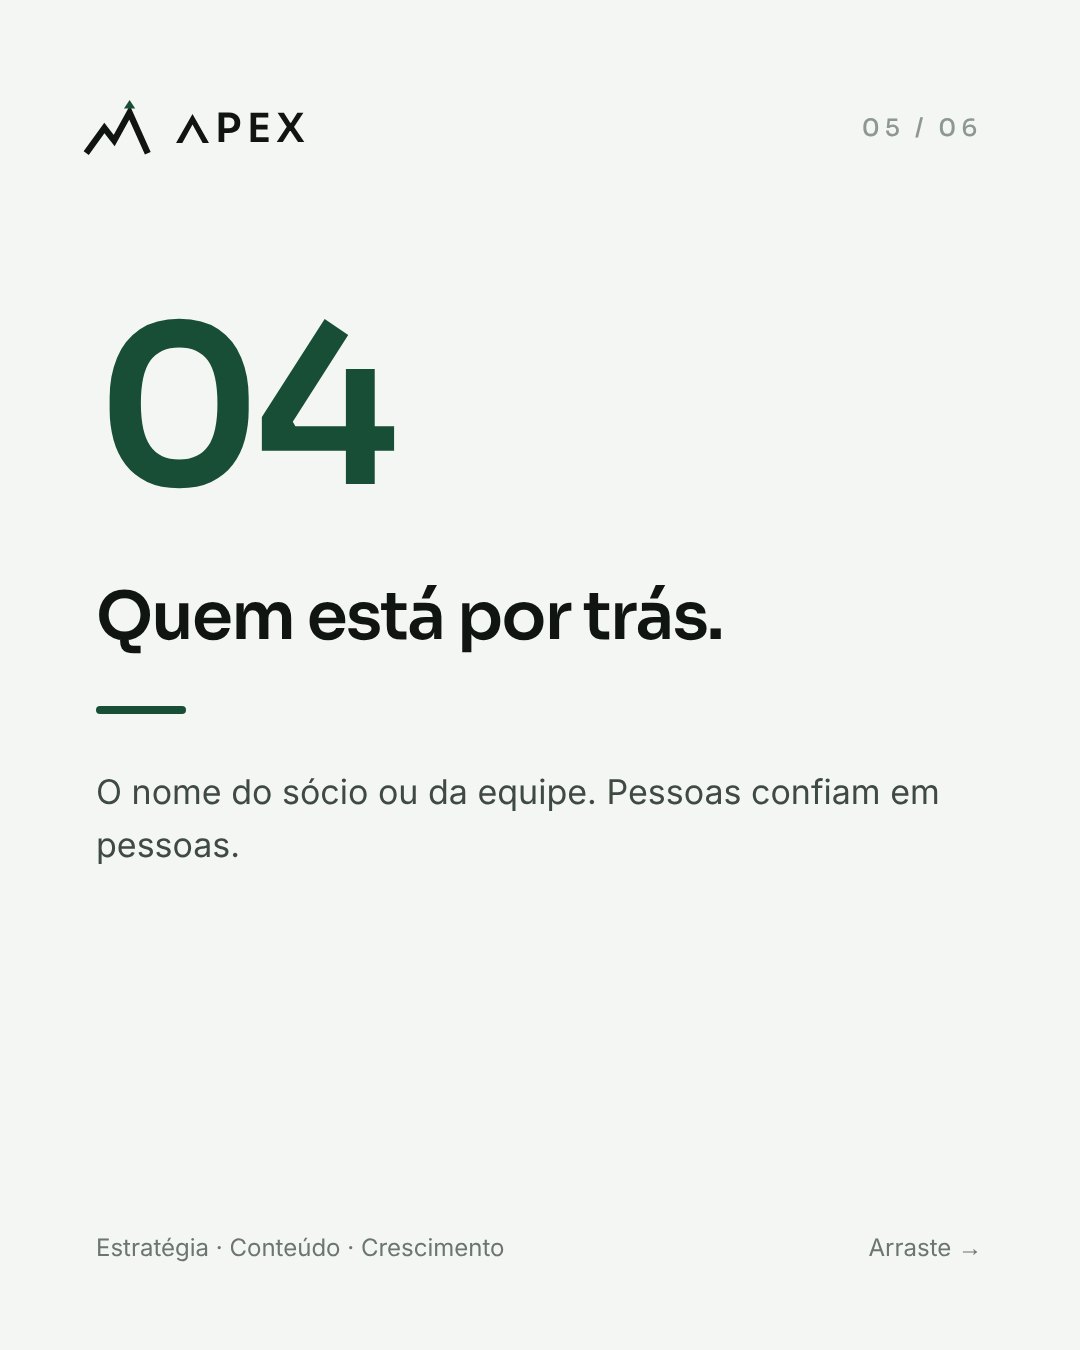 APEX
05 / 06
04
Quem está por trás.
O nome do sócio ou da equipe. Pessoas confiam em
pessoas.
Estratégia · Conteúdo · Crescimento
Arraste →